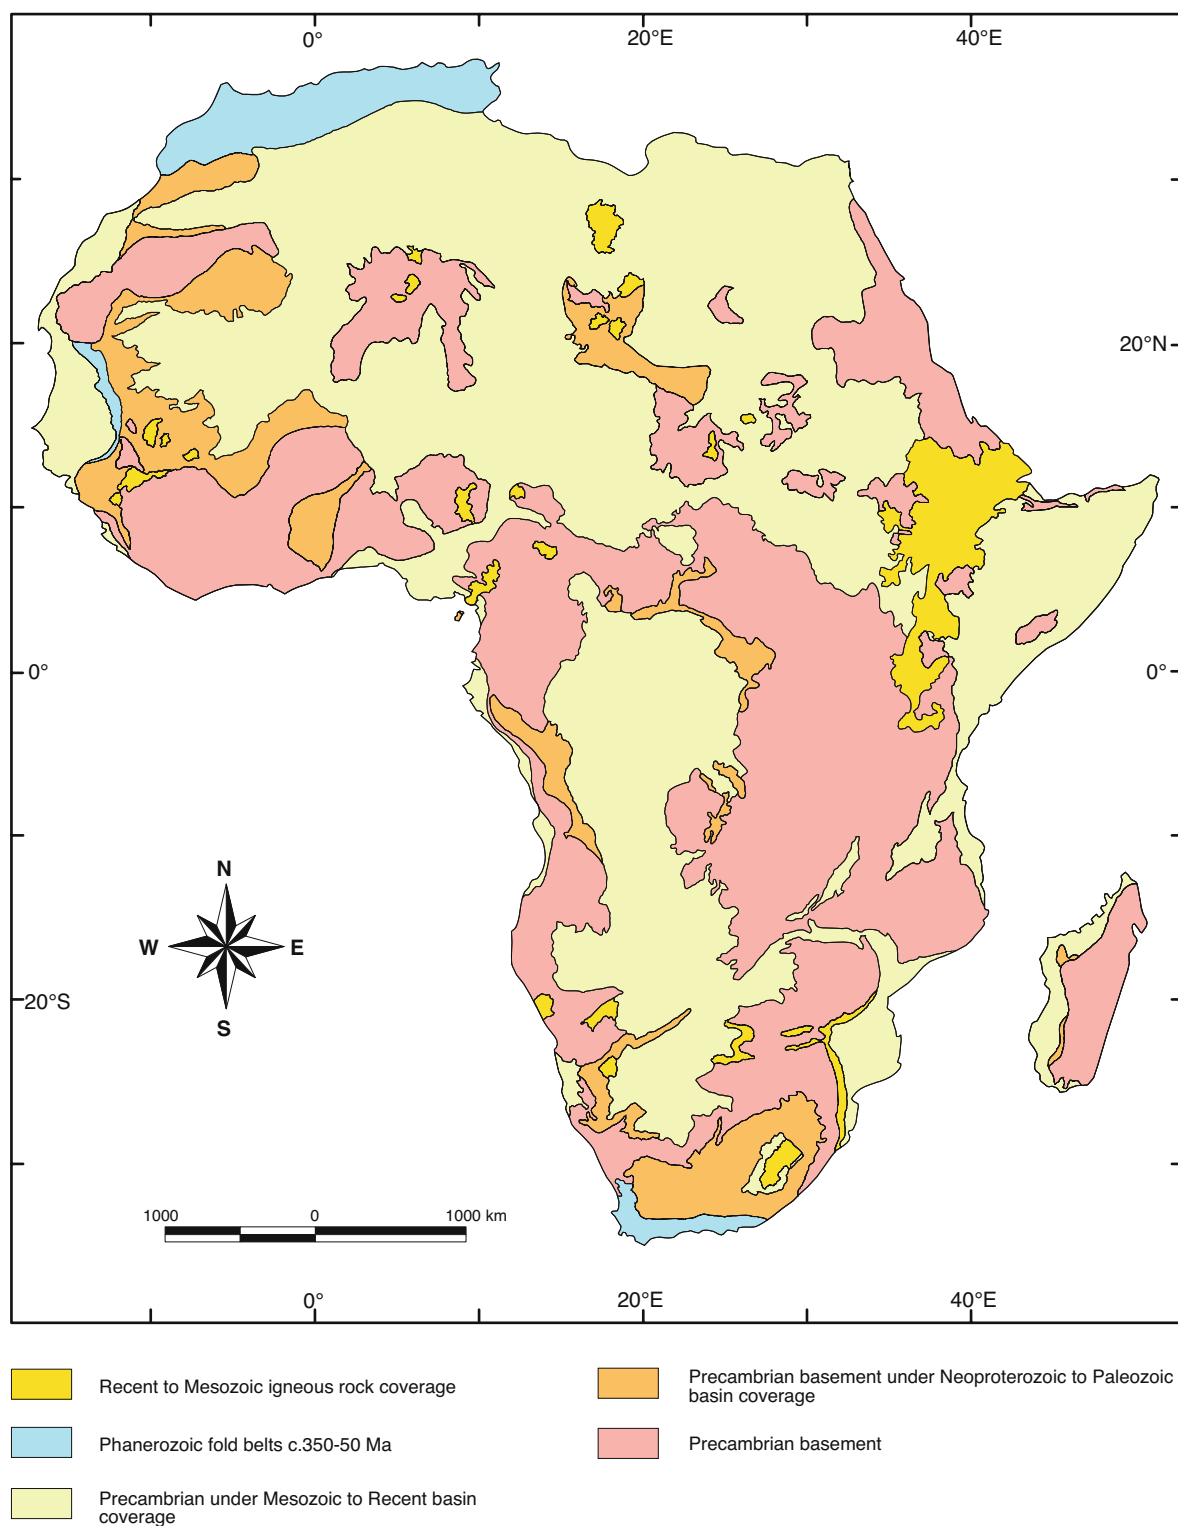 0°
20°E
40°E
20°N
0°
0°
20°S
N
W
E
S
1000
0
1000 km
0°
20°E
40°E
Recent to Mesozoic igneous rock coverage
Phanerozoic fold belts c.350-50 Ma
Precambrian under Mesozoic to Recent basin
coverage
Precambrian basement under Neoproterozoic to Paleozoic
basin coverage
Precambrian basement